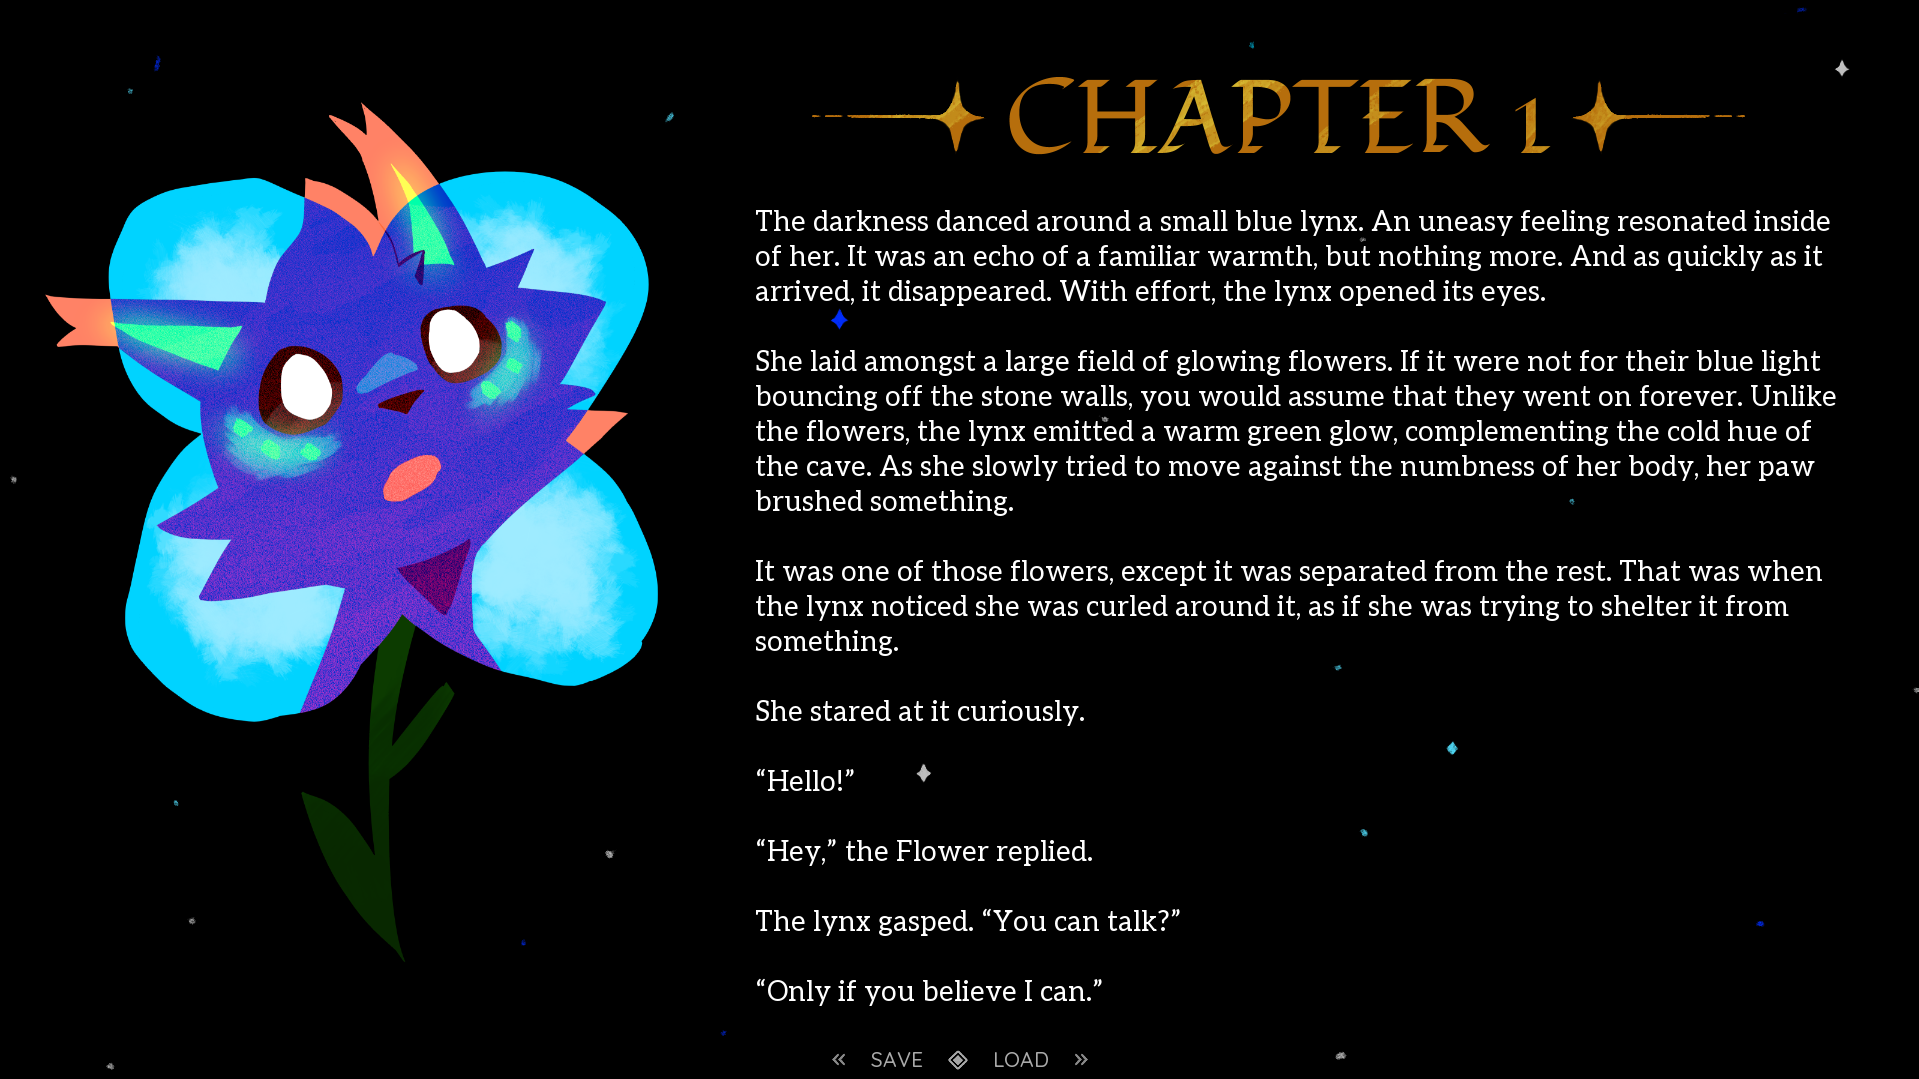 CHAPTER 1
The darkness danced around a small blue lynx. An uneasy feeling resonated inside
of her. It was an echo of a familiar warmth, but nothing more. And as quickly as it
arrived, it disappeared. With effort, the lynx opened its eyes.
She laid amongst a large field of glowing flowers. If it were not for their blue light
bouncing off the stone walls, you would assume that they went on forever. Unlike
the flowers, the lynx emitted a warm green glow, complementing the cold hue of
the cave. As she slowly tried to move against the numbness of her body, her paw
brushed something.
It was one of those flowers, except it was separated from the rest. That was when
the lynx noticed she was curled around it, as if she was trying to shelter it from
something.
She stared at it curiously.
“Hello!”
“Hey,” the Flower replied.
The lynx gasped. “You can talk?”
“Only if you believe I can.”
« SAVE ◈ LOAD »